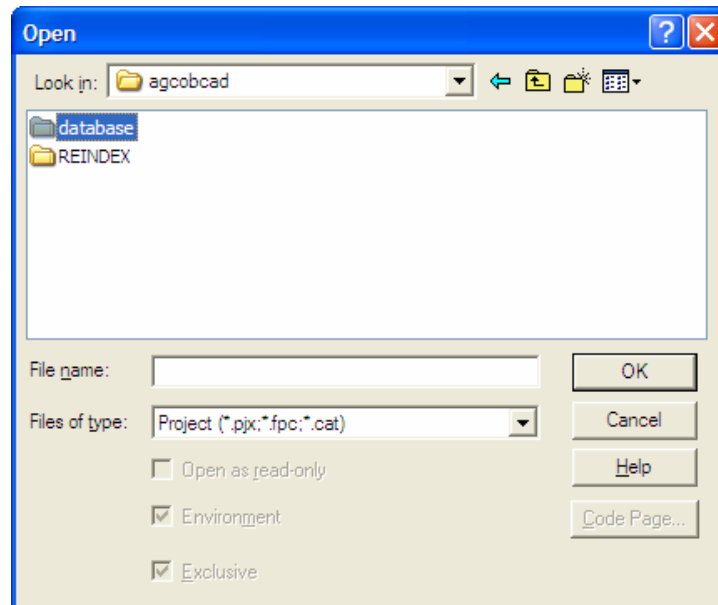 Open
Look in: agcobcad
database
REINDEX
File name:
OK
Files of type: Project (*.pjx;*.fpc;*.cat)
Cancel
Open as read-only
Help
Environment
Code Page...
Exclusive